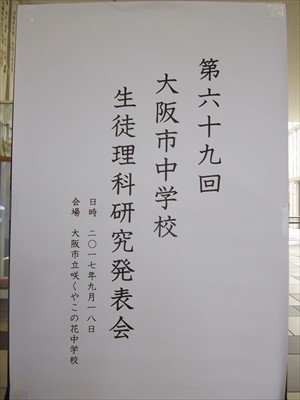 第六十九回
大阪市中学校
生徒理科研究発表会
日時　二〇一七年九月一八日
会場　大阪市立咲くやこの花中学校